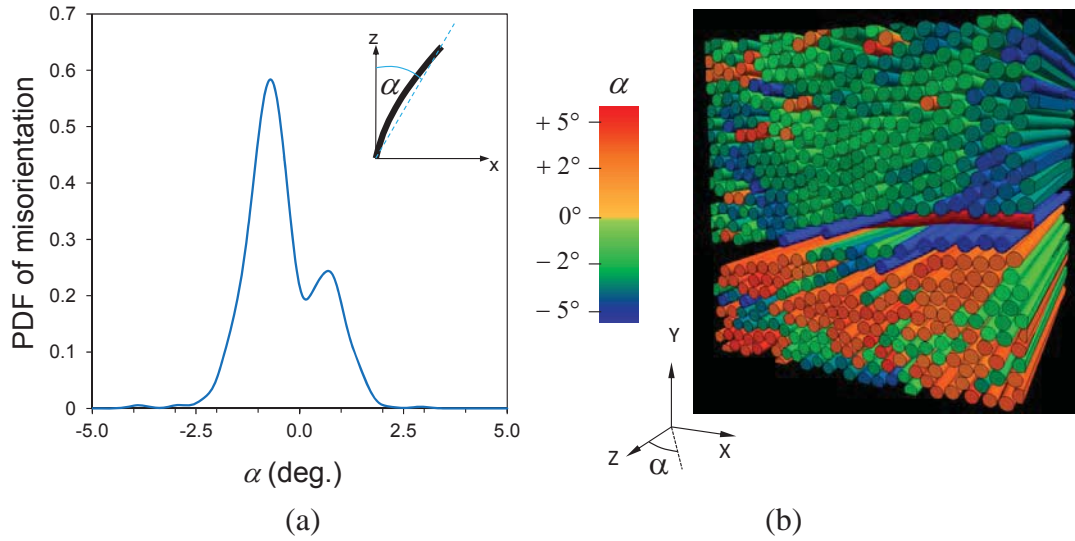 0.7
0.6
0.5
0.4
0.3
0.2
0.1
0
-5.0 -2.5 0.0 2.5 5.0
PDF of misorientation
α (deg.)
z
α
x
(a)
α
+ 5°
+ 2°
0°
− 2°
− 5°
Y
Z
X
α
(b)